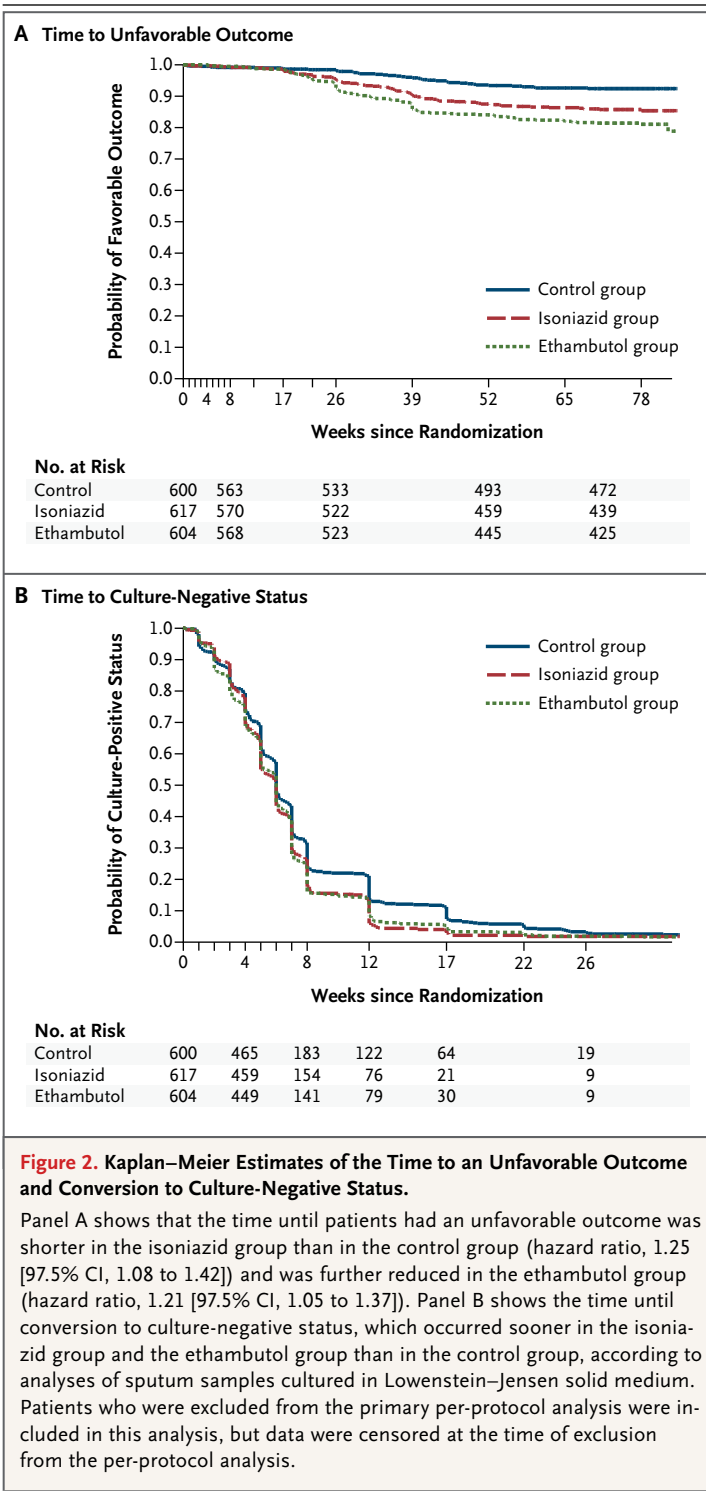 A Time to Unfavorable Outcome
Probability of Favorable Outcome
1.0
0.9
0.8
0.7
0.6
0.5
0.4
0.3
0.2
0.1
0.0
Control group
Isoniazid group
Ethambutol group
0 4 8 17 26 39 52 65 78
Weeks since Randomization
No. at Risk
Control 600 563 533 493 472
Isoniazid 617 570 522 459 439
Ethambutol 604 568 523 445 425
B Time to Culture-Negative Status
Probability of Culture-Positive Status
1.0
0.9
0.8
0.7
0.6
0.5
0.4
0.3
0.2
0.1
0.0
Control group
Isoniazid group
Ethambutol group
0 4 8 12 17 22 26
Weeks since Randomization
No. at Risk
Control 600 465 183 122 64 19
Isoniazid 617 459 154 76 21 9
Ethambutol 604 449 141 79 30 9
Figure 2. Kaplan–Meier Estimates of the Time to an Unfavorable Outcome
and Conversion to Culture-Negative Status.
Panel A shows that the time until patients had an unfavorable outcome was
shorter in the isoniazid group than in the control group (hazard ratio, 1.25
[97.5% CI, 1.08 to 1.42]) and was further reduced in the ethambutol group
(hazard ratio, 1.21 [97.5% CI, 1.05 to 1.37]). Panel B shows the time until
conversion to culture-negative status, which occurred sooner in the isonia-
zid group and the ethambutol group than in the control group, according to
analyses of sputum samples cultured in Lowenstein–Jensen solid medium.
Patients who were excluded from the primary per-protocol analysis were in-
cluded in this analysis, but data were censored at the time of exclusion
from the per-protocol analysis.